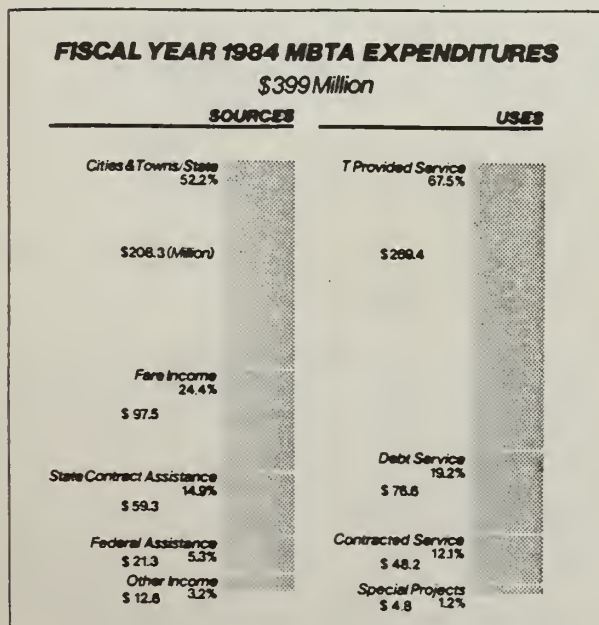 FISCAL YEAR 1984 MBTA EXPENDITURES
$399 Million
SOURCES
Cities & Towns/State
52.2%
$208.3 (Million)
Fare Income
24.4%
$ 97.5
State Contract Assistance
14.9%
$ 59.3
Federal Assistance
$ 21.3 5.3%
Other Income
$ 12.6 3.2%
USES
T Provided Service
67.5%
$269.4
Debt Service
19.2%
$ 76.6
Contracted Service
$ 48.2 12.1%
Special Projects
$ 4.8 1.2%